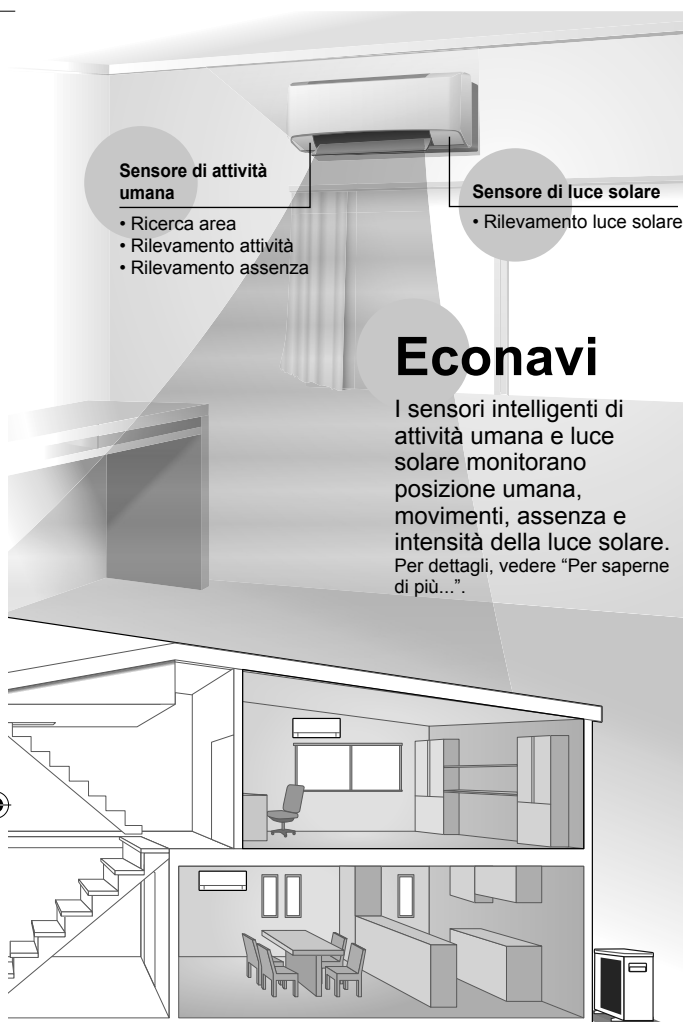 Sensore di attività
umana
• Ricerca area
• Rilevamento attività
• Rilevamento assenza
Sensore di luce solare
• Rilevamento luce solare
Econavi
I sensori intelligenti di
attività umana e luce
solare monitorano
posizione umana,
movimenti, assenza e
intensità della luce solare.
Per dettagli, vedere “Per saperne
di più...”.